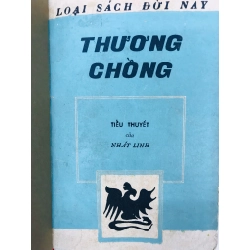 LOẠI SÁCH ĐỜI NAY
THƯƠNG
CHỒNG
TIỂU THUYẾT
của
NHẤT LINH